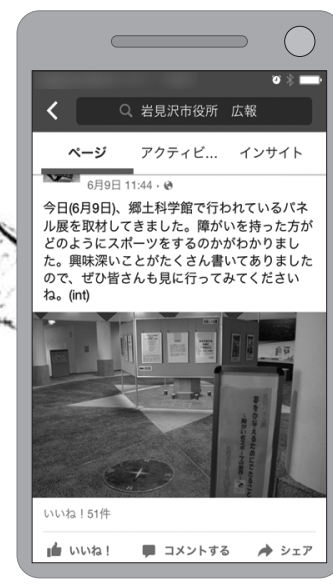 岩見沢市役所　広報
ページ
アクティビ...
インサイト
6月9日 11:44
今日(6月9日)、郷土科学館で行われているパネ
ル展を取材してきました。障がいを持った方が
どのようにスポーツをするのかがわかりまし
た。興味深いことがたくさん書いてありました
ので、ぜひ皆さんも見に行ってみてください
ね。(int)
いいね！51件
いいね！
コメントする
シェア